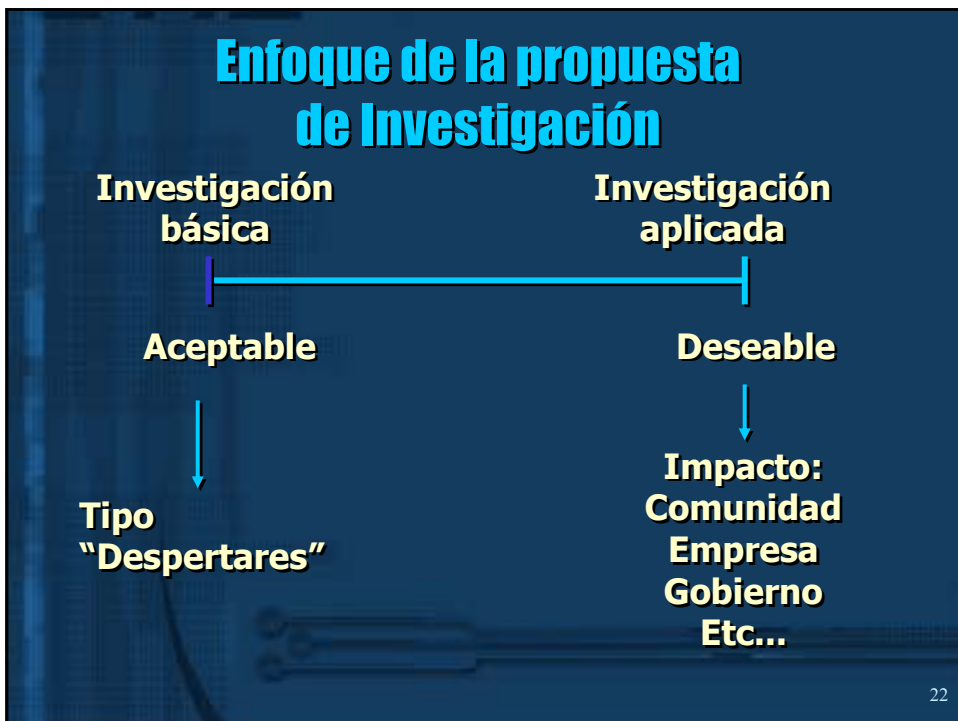 Enfoque de la propuesta
de Investigación
Investigación
básica
Investigación
aplicada
Aceptable
Deseable
Tipo
“Despertares”
Impacto:
Comunidad
Empresa
Gobierno
Etc...
22